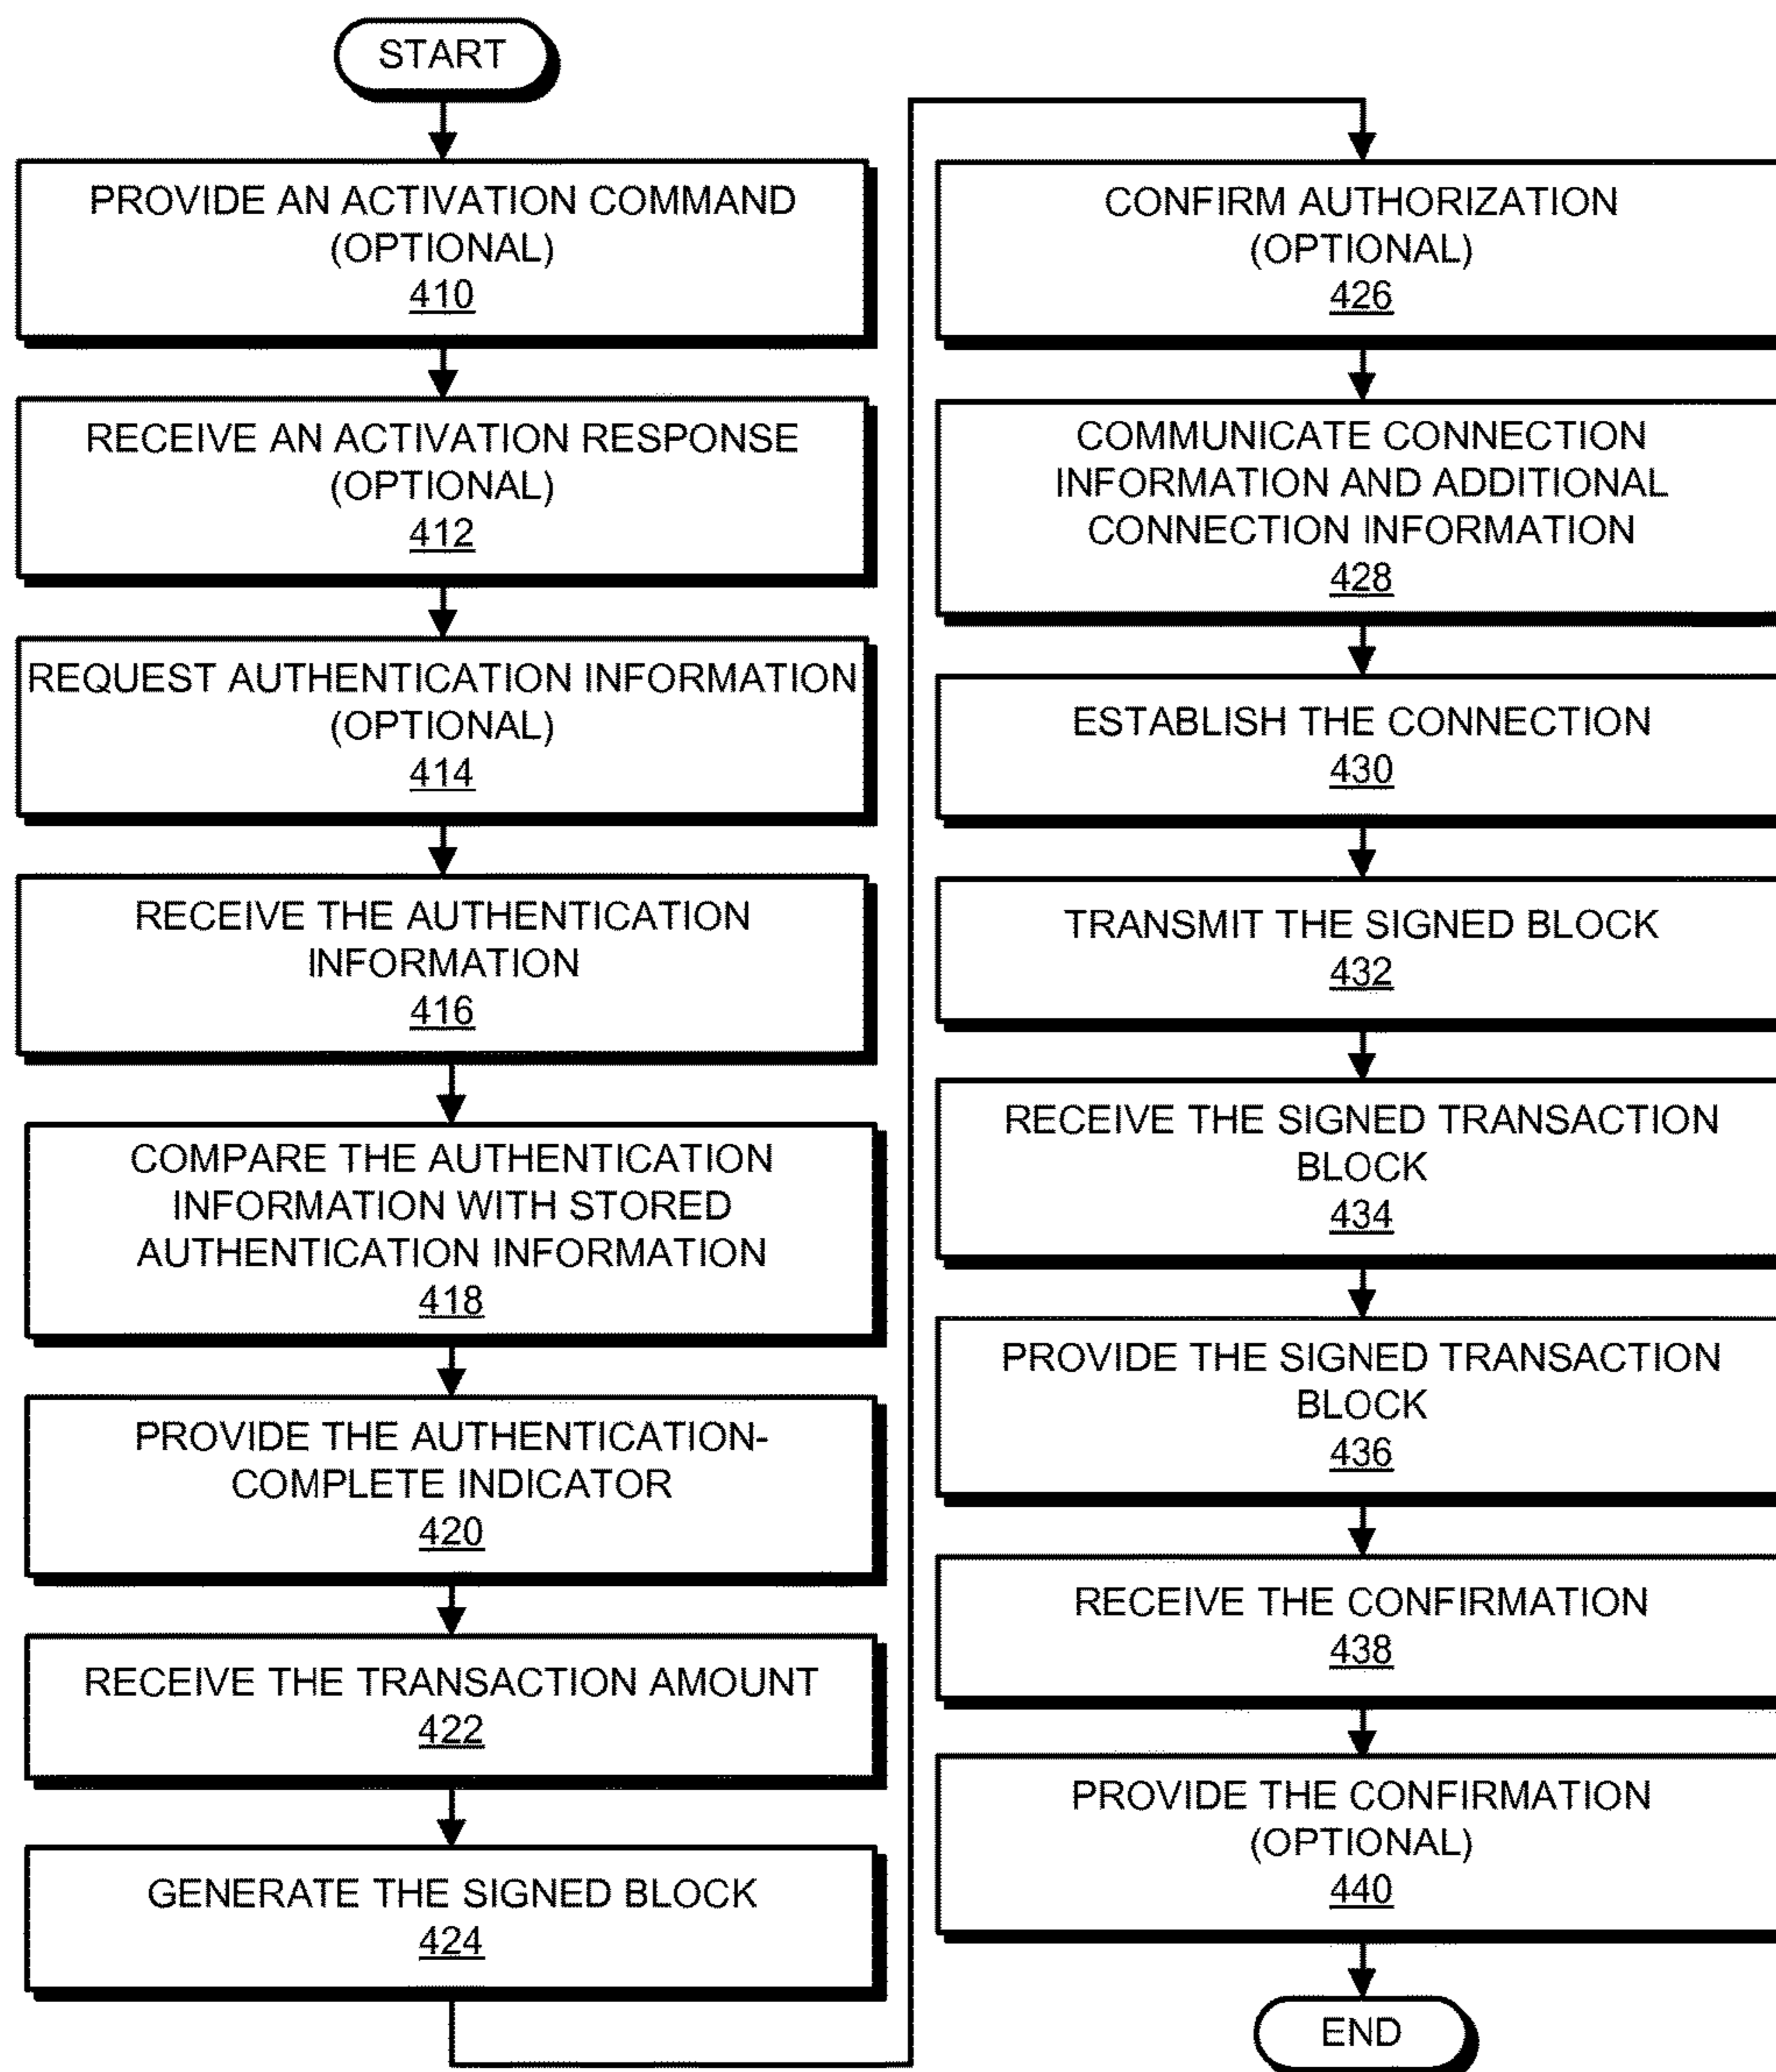 START
PROVIDE AN ACTIVATION COMMAND
(OPTIONAL)
410
RECEIVE AN ACTIVATION RESPONSE
(OPTIONAL)
412
REQUEST AUTHENTICATION INFORMATION
(OPTIONAL)
414
RECEIVE THE AUTHENTICATION
INFORMATION
416
COMPARE THE AUTHENTICATION
INFORMATION WITH STORED
AUTHENTICATION INFORMATION
418
PROVIDE THE AUTHENTICATION-
COMPLETE INDICATOR
420
RECEIVE THE TRANSACTION AMOUNT
422
GENERATE THE SIGNED BLOCK
424
CONFIRM AUTHORIZATION
(OPTIONAL)
426
COMMUNICATE CONNECTION
INFORMATION AND ADDITIONAL
CONNECTION INFORMATION
428
ESTABLISH THE CONNECTION
430
TRANSMIT THE SIGNED BLOCK
432
RECEIVE THE SIGNED TRANSACTION
BLOCK
434
PROVIDE THE SIGNED TRANSACTION
BLOCK
436
RECEIVE THE CONFIRMATION
438
PROVIDE THE CONFIRMATION
(OPTIONAL)
440
END